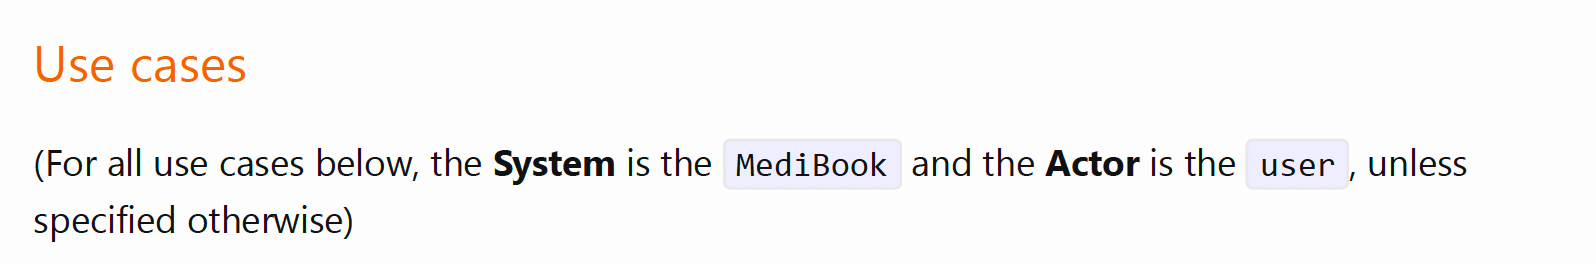 Use cases
(For all use cases below, the System is the MediBook and the Actor is the user, unless
specified otherwise)